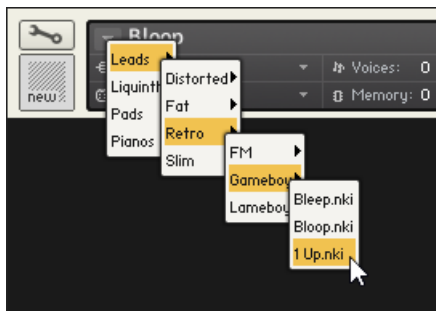 Bloop
Leads
Pads
Pianos
Distorted
Fat
Retro
Slim
FM
Gameboy
Lameboy
Bleep.nki
Bloop.nki
1 Up.nki
Voices: 0
Memory: 0
new